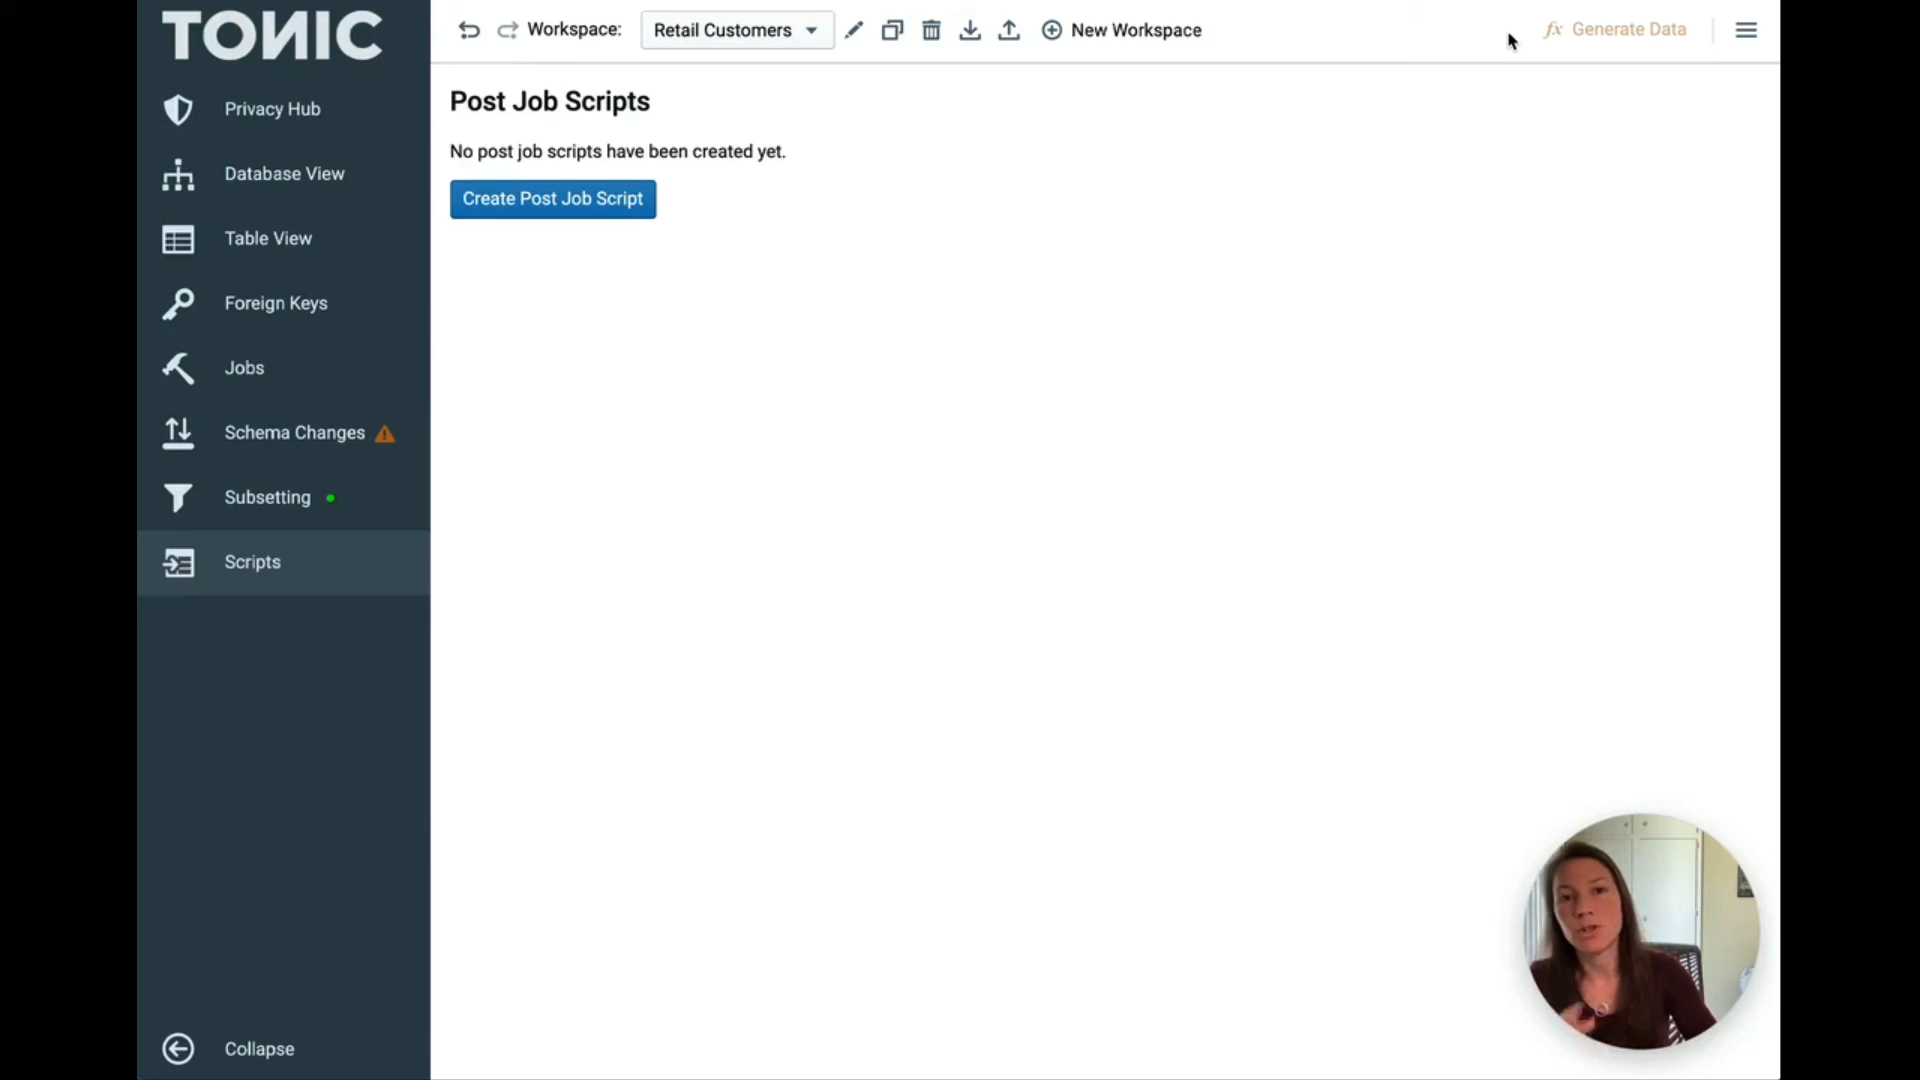 TONIC
Workspace: Retail Customers New Workspace fx Generate Data
Privacy Hub
Database View
Table View
Foreign Keys
Jobs
Schema Changes
Subsetting
Scripts
Collapse
Post Job Scripts
No post job scripts have been created yet.
Create Post Job Script